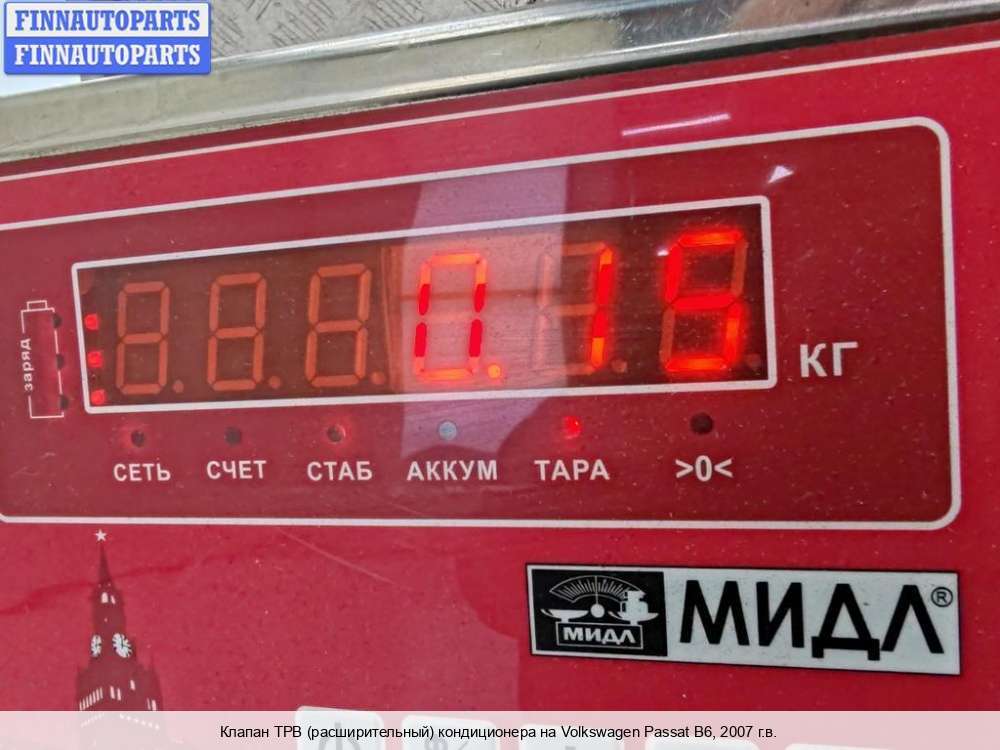 FINNAUTOPARTS
FINNAUTOPARTS
0.15
КГ
заряд
СЕТЬ СЧЕТ СТАБ АККУМ ТАРА >0<
МИДЛ
МИДЛ®
Клапан ТРВ (расширительный) кондиционера на Volkswagen Passat B6, 2007 г.в.